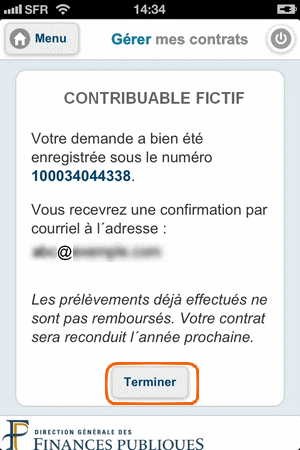 SFR 14:34
Menu Gérer mes contrats
CONTRIBUABLE FICTIF
Votre demande a bien été
enregistrée sous le numéro
100034044338.
Vous recevrez une confirmation par
courriel à l´adresse :
@
Les prélèvements déjà effectués ne
sont pas remboursés. Votre contrat
sera reconduit l´année prochaine.
Terminer
DIRECTION GÉNÉRALE DES
FINANCES PUBLIQUES